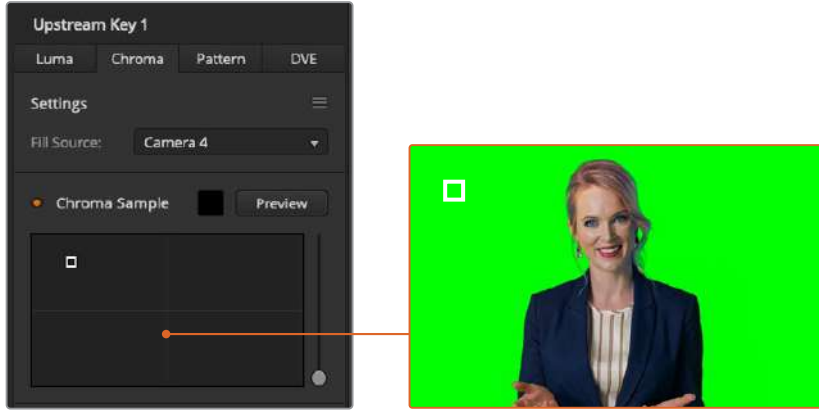 Upstream Key 1
Luma Chroma Pattern DVE
Settings
Fill Source: Camera 4
Chroma Sample Preview